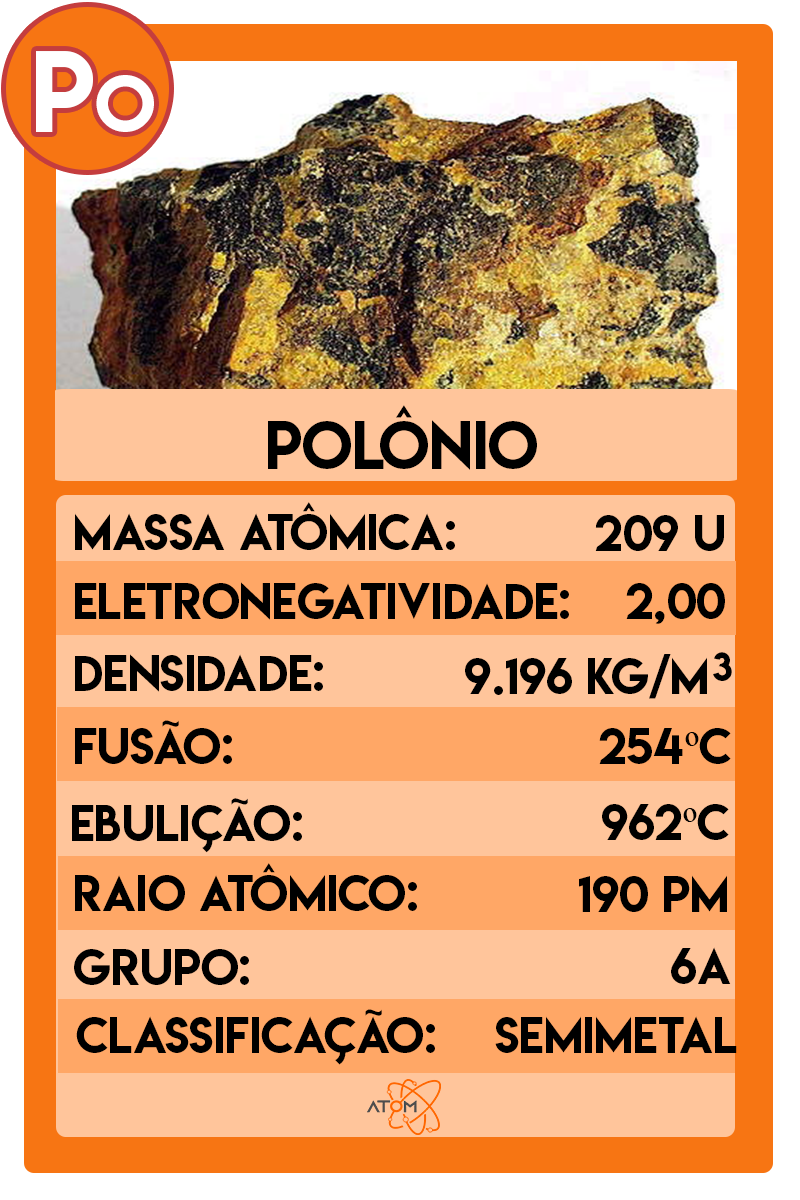 Po
POLÔNIO
MASSA ATÔMICA: 209 U
ELETRONEGATIVIDADE: 2,00
DENSIDADE: 9.196 KG/M³
FUSÃO: 254ºC
EBULIÇÃO: 962ºC
RAIO ATÔMICO: 190 PM
GRUPO: 6A
CLASSIFICAÇÃO: SEMIMETAL
ATOM